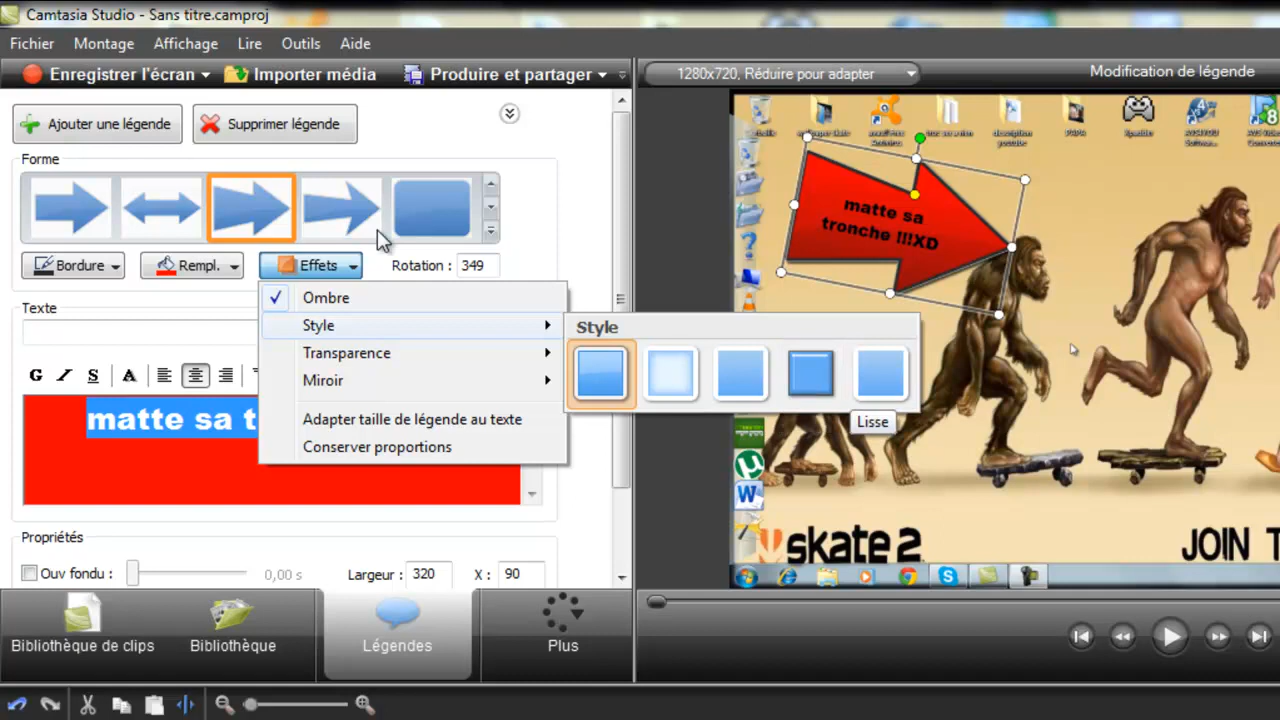 Camtasia Studio - Sans titre.camproj
Fichier Montage Affichage Lire Outils Aide
Enregistrer l'écran Importer média Produire et partager
1280x720, Réduire pour adapter
Modification de légende
Ajouter une légende
Supprimer légende
Forme
Bordure Rempl. Effets Rotation : 349
Ombre
Style
Transparence
Miroir
Adapter taille de légende au texte
Conserver proportions
Style
Lisse
Texte
G I S A
matte sa t
Propriétés
Ouv fondu : 0,00 s Largeur : 320 X : 90
Bibliothèque de clips Bibliothèque Légendes Plus
matte sa
tronche !!!XD
PAPA
W
skate 2
JOIN T